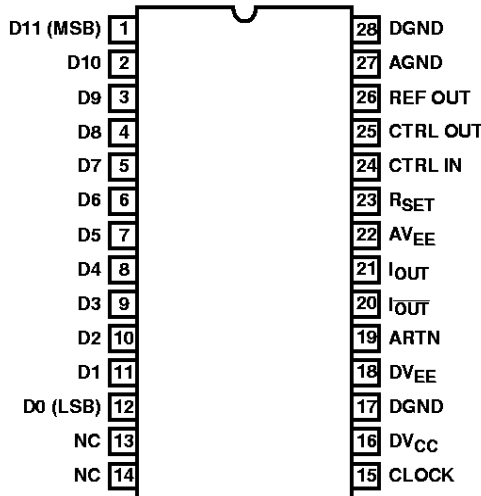 D11 (MSB) 1 28 DGND
D10 2 27 AGND
D9 3 26 REF OUT
D8 4 25 CTRL OUT
D7 5 24 CTRL IN
D6 6 23 RSET
D5 7 22 AVEE
D4 8 21 IOUT
D3 9 20 I̅O̅U̅T̅
D2 10 19 ARTN
D1 11 18 DVEE
D0 (LSB) 12 17 DGND
NC 13 16 DVCC
NC 14 15 CLOCK